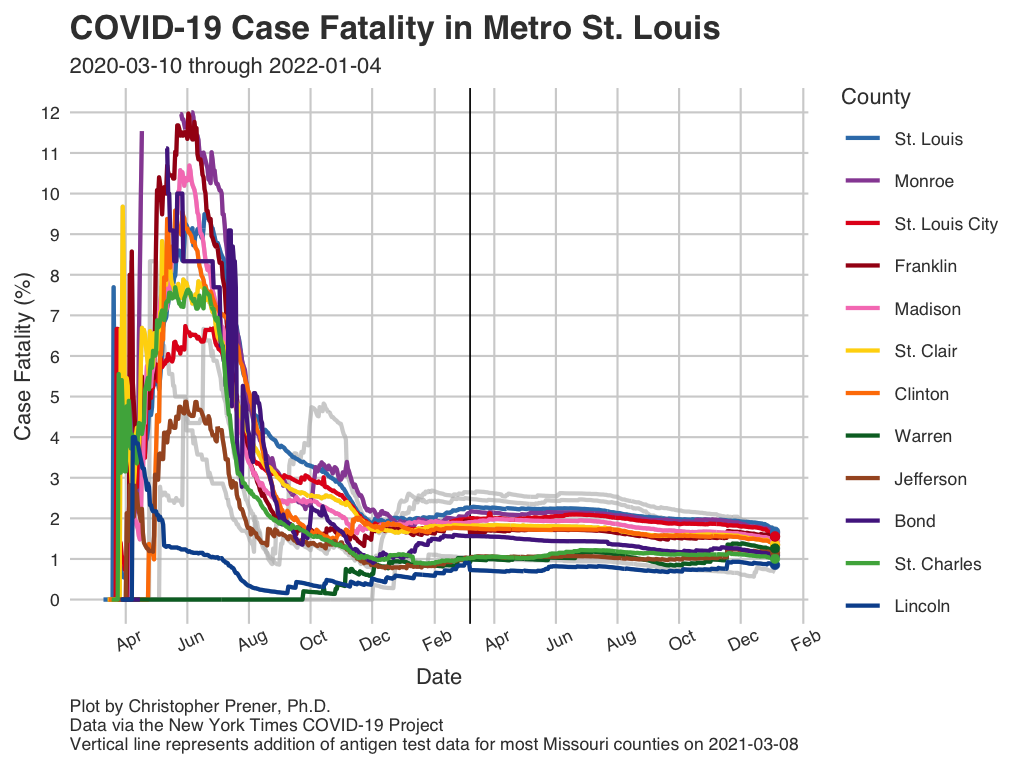 COVID-19 Case Fatality in Metro St. Louis
2020-03-10 through 2022-01-04
County
St. Louis
Monroe
St. Louis City
Franklin
Madison
St. Clair
Clinton
Warren
Jefferson
Bond
St. Charles
Lincoln
Case Fatality (%)
12
11
10
9
8
7
6
5
4
3
2
1
0
Apr Jun Aug Oct Dec Feb Apr Jun Aug Oct Dec Feb
Date
Plot by Christopher Prener, Ph.D.
Data via the New York Times COVID-19 Project
Vertical line represents addition of antigen test data for most Missouri counties on 2021-03-08